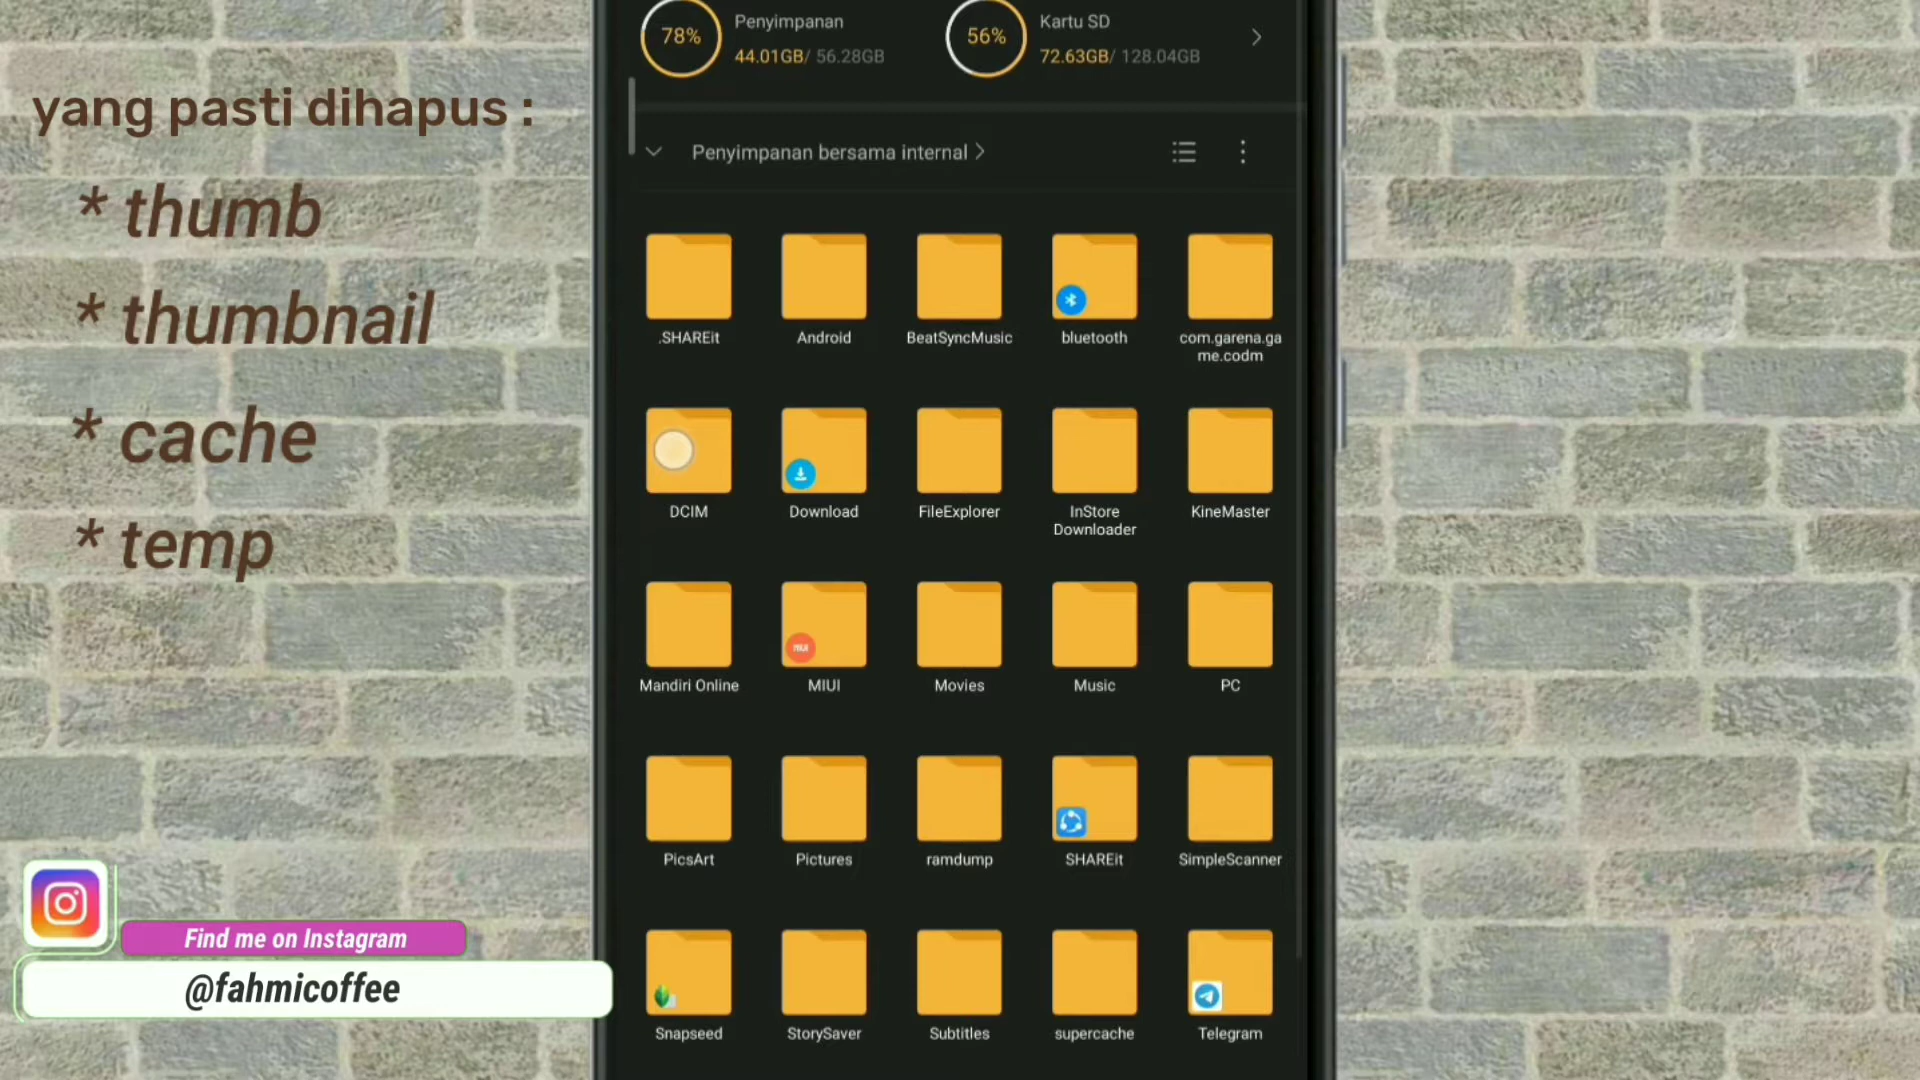 yang pasti dihapus :
* thumb
* thumbnail
* cache
* temp
Find me on Instagram
@fahmicoffee
78%
Penyimpanan
44.01GB/ 56.28GB
56%
Kartu SD
72.63GB/ 128.04GB
Penyimpanan bersama internal
.SHAREit
Android
BeatSyncMusic
bluetooth
com.garena.ga
me.codm
DCIM
Download
FileExplorer
InStore
Downloader
KineMaster
Mandiri Online
MIUI
MIUI
Movies
Music
PC
PicsArt
Pictures
ramdump
SHAREit
SimpleScanner
Snapseed
StorySaver
Subtitles
supercache
Telegram